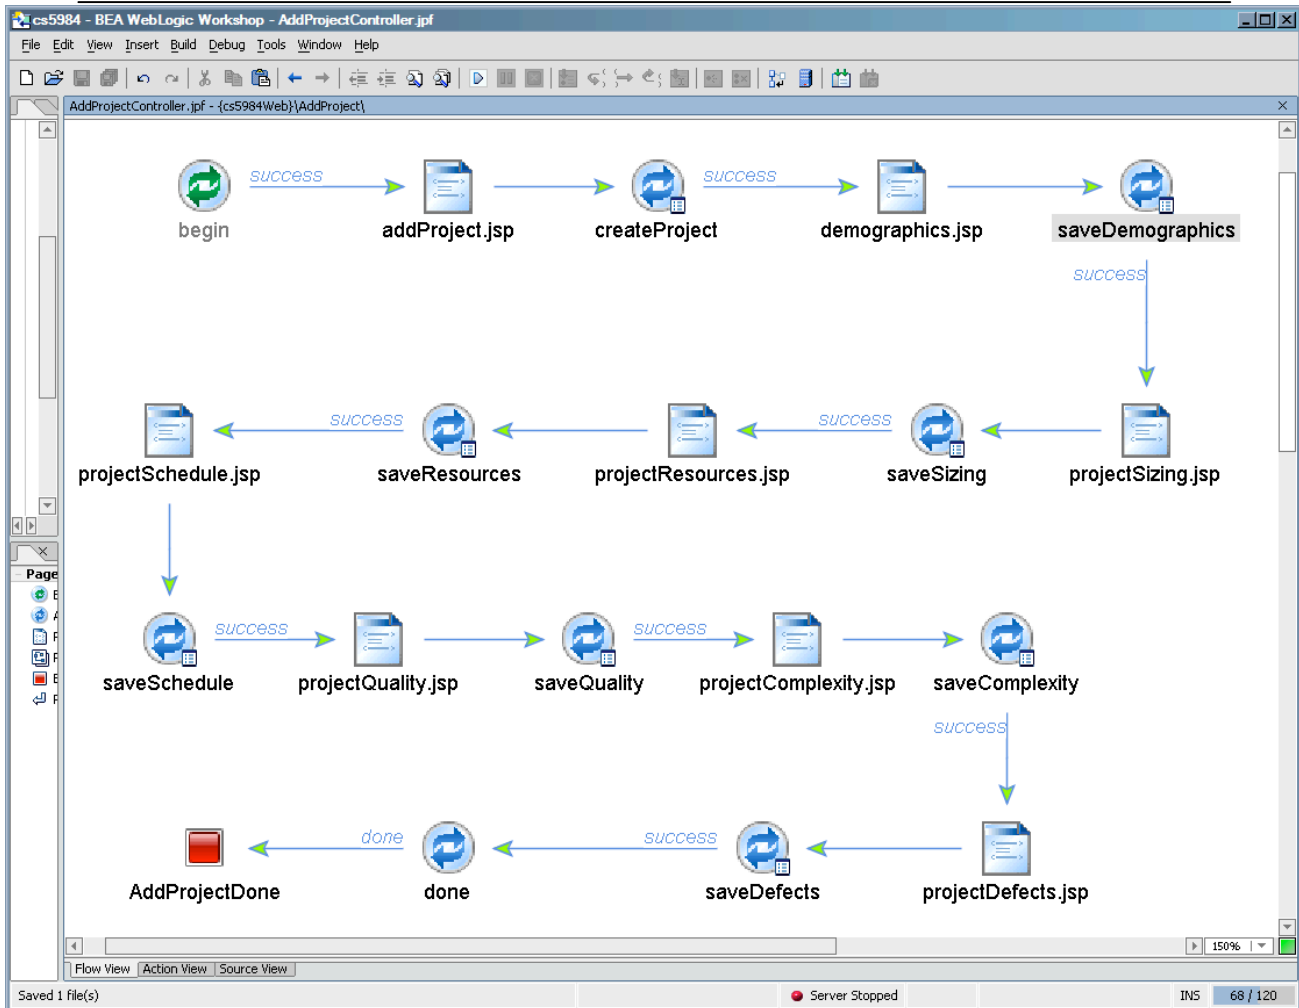 cs5984 - BEA WebLogic Workshop - AddProjectController.jpf
File Edit View Insert Build Debug Tools Window Help
AddProjectController.jpf - {cs5984Web}\AddProject\
success success
begin addProject.jsp createProject demographics.jsp saveDemographics
success
success success
projectSchedule.jsp saveResources projectResources.jsp saveSizing projectSizing.jsp
Page
success success
saveSchedule projectQuality.jsp saveQuality projectComplexity.jsp saveComplexity
success
done success
AddProjectDone done saveDefects projectDefects.jsp
150%
Flow View Action View Source View
Saved 1 file(s) Server Stopped INS 68 / 120